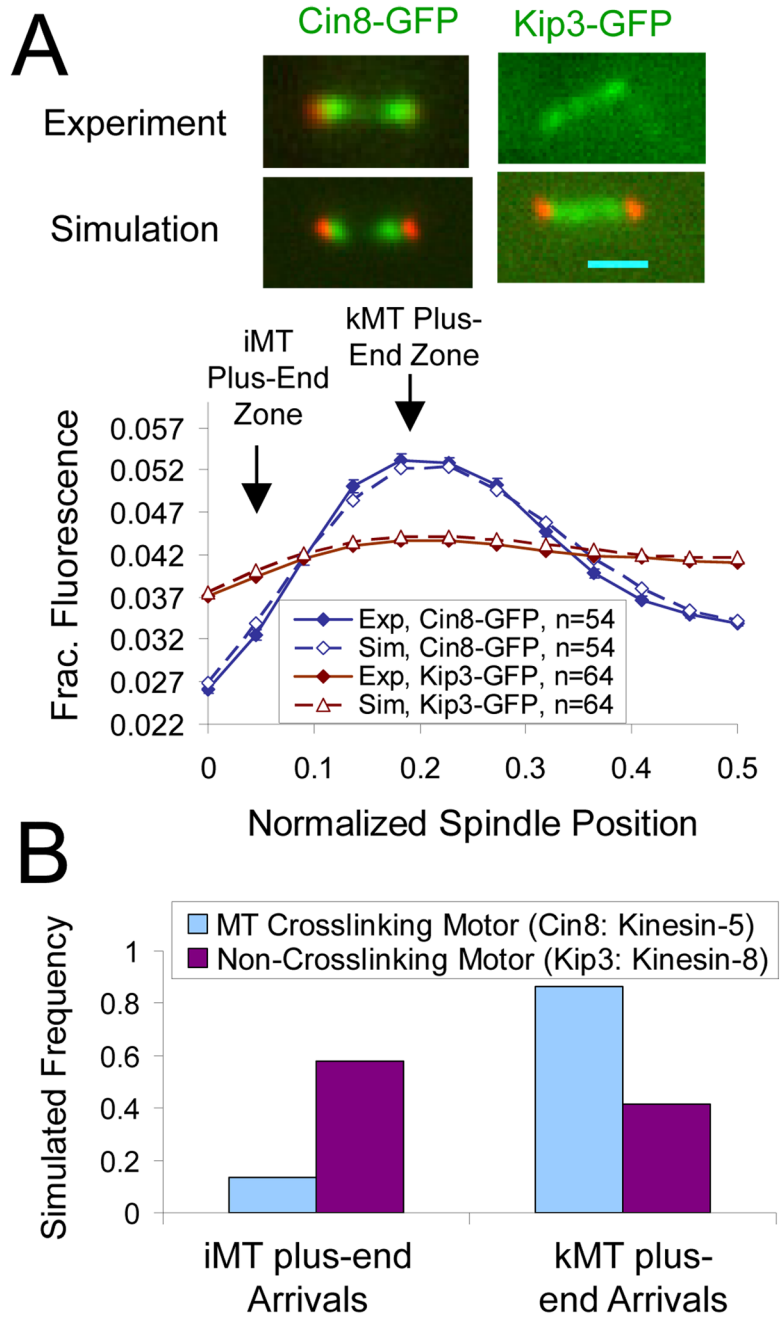 A
Cin8-GFP
Kip3-GFP
Experiment
Simulation
iMT
Plus-End
Zone
kMT Plus-
End Zone
Frac. Fluorescence
0.057
0.052
0.047
0.042
0.037
0.032
0.027
0.022
Exp, Cin8-GFP, n=54
Sim, Cin8-GFP, n=54
Exp, Kip3-GFP, n=64
Sim, Kip3-GFP, n=64
0 0.1 0.2 0.3 0.4 0.5
Normalized Spindle Position
B
MT Crosslinking Motor (Cin8: Kinesin-5)
Non-Crosslinking Motor (Kip3: Kinesin-8)
Simulated Frequency
1
0.8
0.6
0.4
0.2
0
iMT plus-end
Arrivals
kMT plus-
end Arrivals